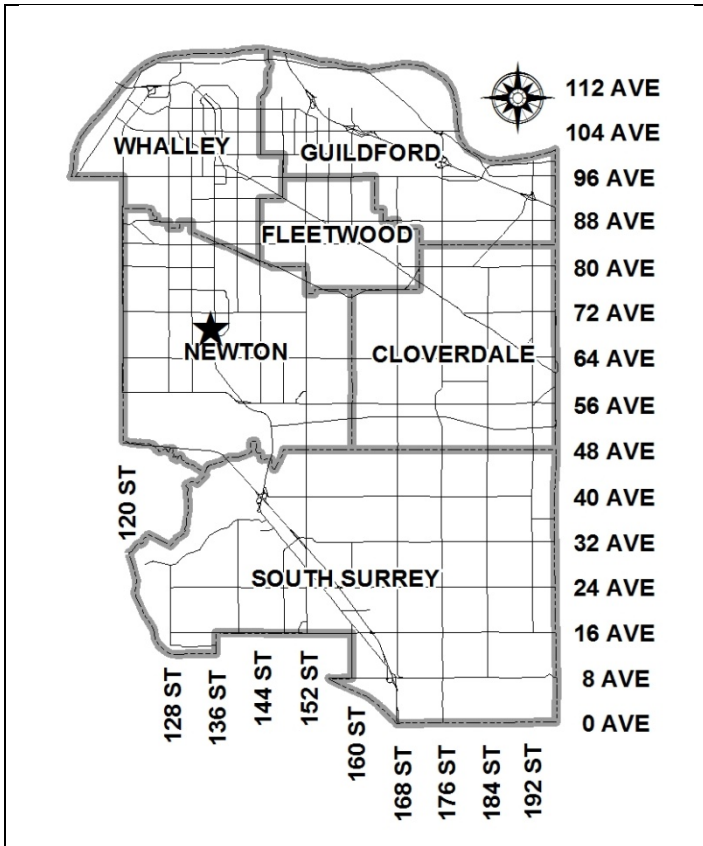 112 AVE
104 AVE
WHALLEY
GUILDFORD
96 AVE
88 AVE
FLEETWOOD
80 AVE
72 AVE
NEWTON
CLOVERDALE
64 AVE
56 AVE
48 AVE
120 ST
40 AVE
32 AVE
SOUTH SURREY
24 AVE
16 AVE
8 AVE
0 AVE
128 ST
136 ST
144 ST
152 ST
160 ST
168 ST
176 ST
184 ST
192 ST